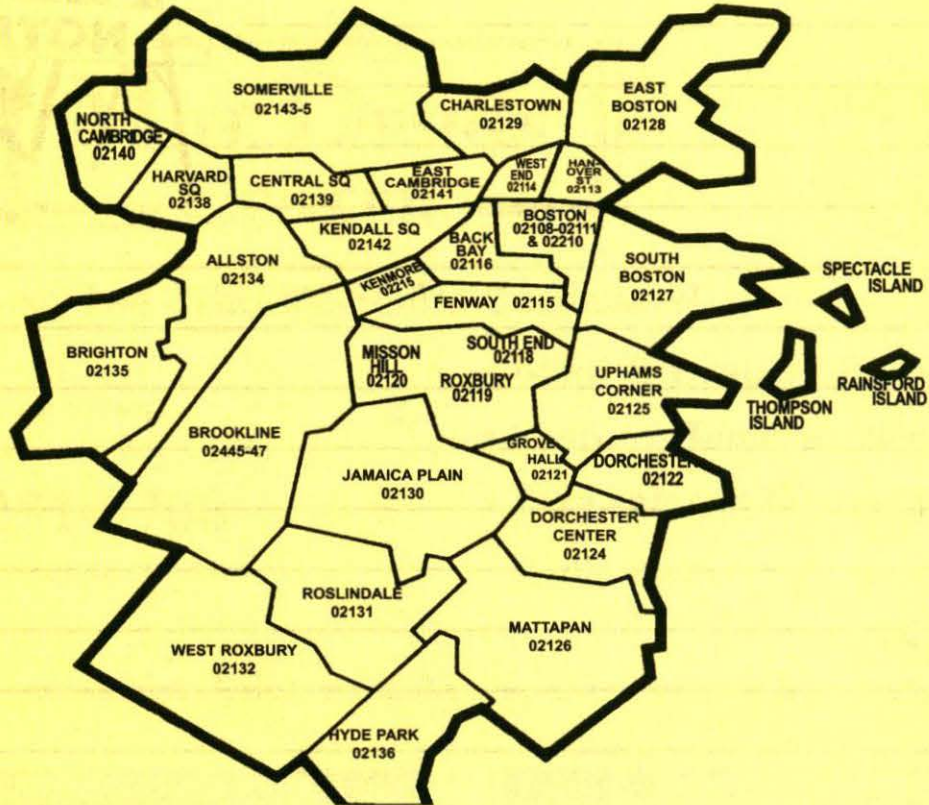 SOMERVILLE
02143-5
CHARLESTOWN
02129
EAST
BOSTON
02128
NORTH
CAMBRIDGE
02140
HARVARD
SQ
02138
CENTRAL SQ
02139
EAST
CAMBRIDGE
02141
WEST
END
02114
HAN-
OVER
ST
02113
KENDALL SQ
02142
BACK
BAY
02116
BOSTON
02108-02111
& 02210
ALLSTON
02134
KENMORE
02215
FENWAY 02115
SOUTH
BOSTON
02127
SPECTACLE
ISLAND
BRIGHTON
02135
MISSON
HILL
02120
SOUTH END
02118
ROXBURY
02119
UPHAMS
CORNER
02125
THOMPSON
ISLAND
RAINSFORD
ISLAND
BROOKLINE
02445-47
JAMAICA PLAIN
02130
GROVE
HALL
02121
DORCHESTER
02122
DORCHESTER
CENTER
02124
ROSLINDALE
02131
MATTAPAN
02126
WEST ROXBURY
02132
HYDE PARK
02136